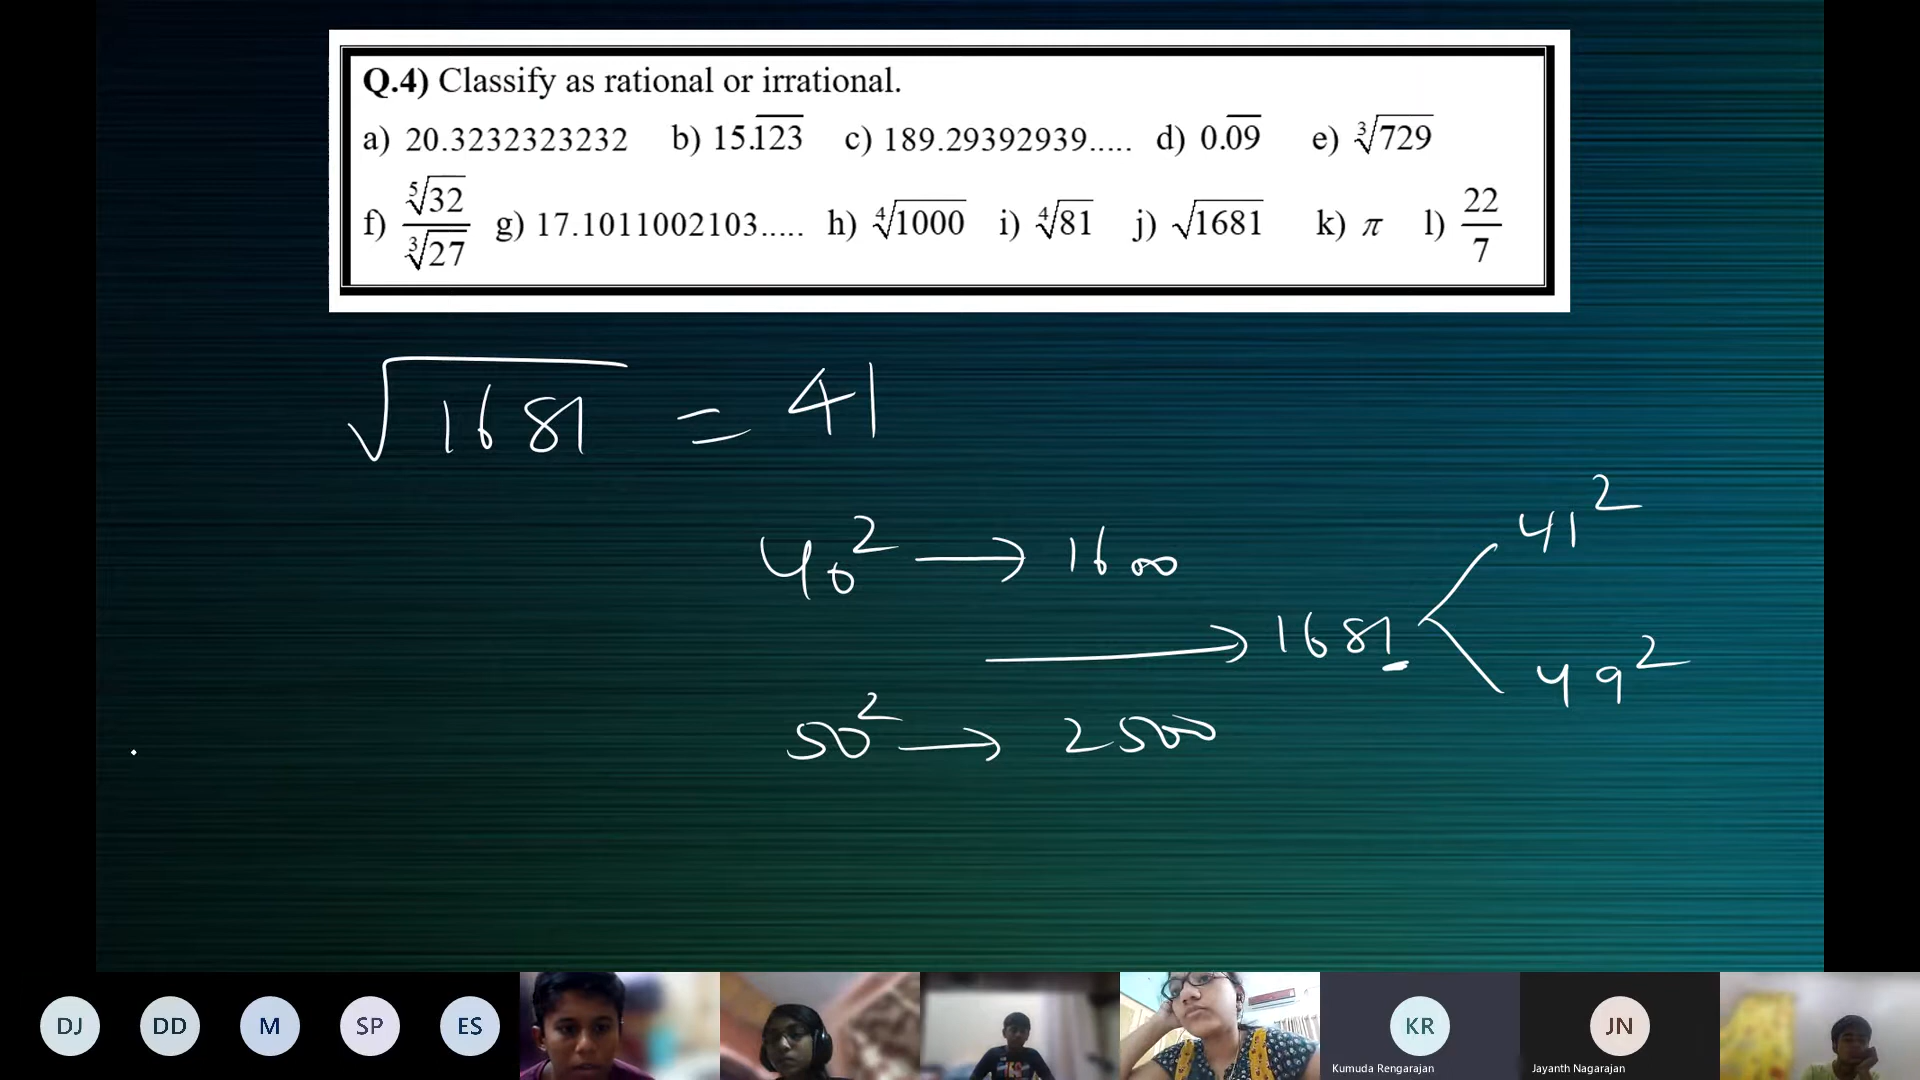 Q.4) Classify as rational or irrational.
a) 20.3232323232 b) 15.1̅2̅3̅ c) 189.29392939..... d) 0.0̅9̅ e) ∛729
f) ⁵√32 / ∛27 g) 17.1011002103..... h) ∜1000 i) ∜81 j) √1681 k) π l) 22/7
√1681 = 41
40² → 1600
→ 1681 < 41²
49²
50² → 2500
DJ DD M SP ES KR JN
Kumuda Rengarajan Jayanth Nagarajan